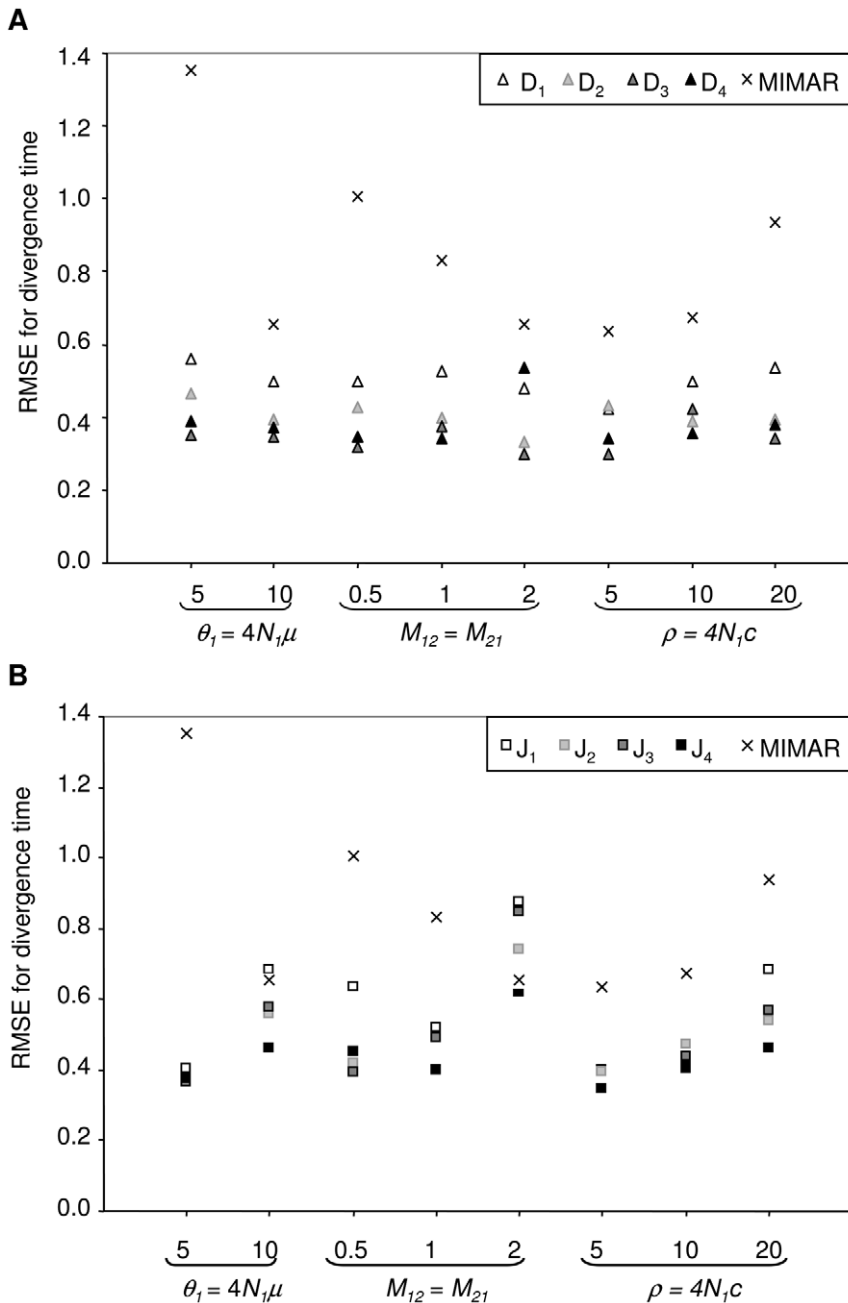 A
1.4
1.2
1.0
0.8
0.6
0.4
0.2
0.0
RMSE for divergence time
D₁ D₂ D₃ D₄ MIMAR
5 10 0.5 1 2 5 10 20
θ₁ = 4N₁μ M₁₂ = M₂₁ ρ = 4N₁c
B
1.4
1.2
1.0
0.8
0.6
0.4
0.2
0.0
RMSE for divergence time
J₁ J₂ J₃ J₄ MIMAR
5 10 0.5 1 2 5 10 20
θ₁ = 4N₁μ M₁₂ = M₂₁ ρ = 4N₁c